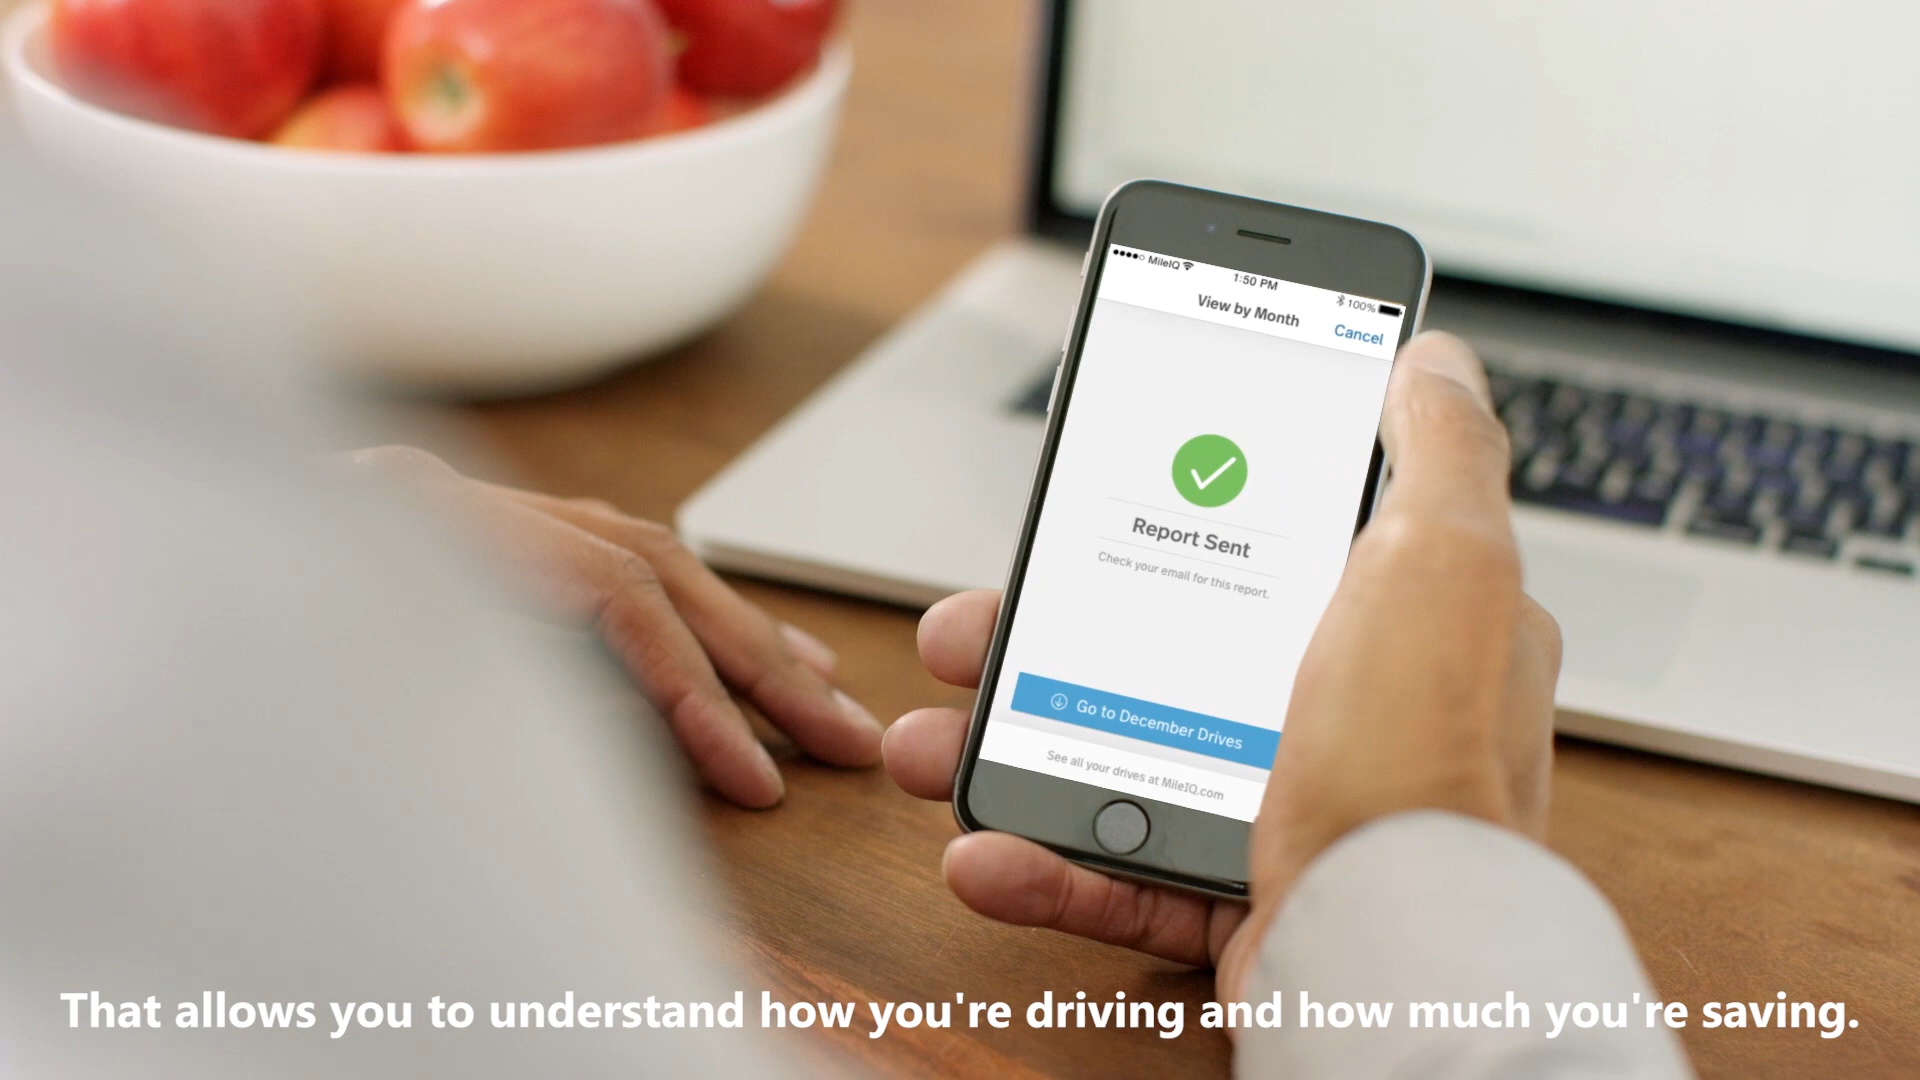 MileIQ
1:50 PM
100%
View by Month
Cancel
Report Sent
Check your email for this report.
Go to December Drives
See all your drives at MileIQ.com
That allows you to understand how you're driving and how much you're saving.